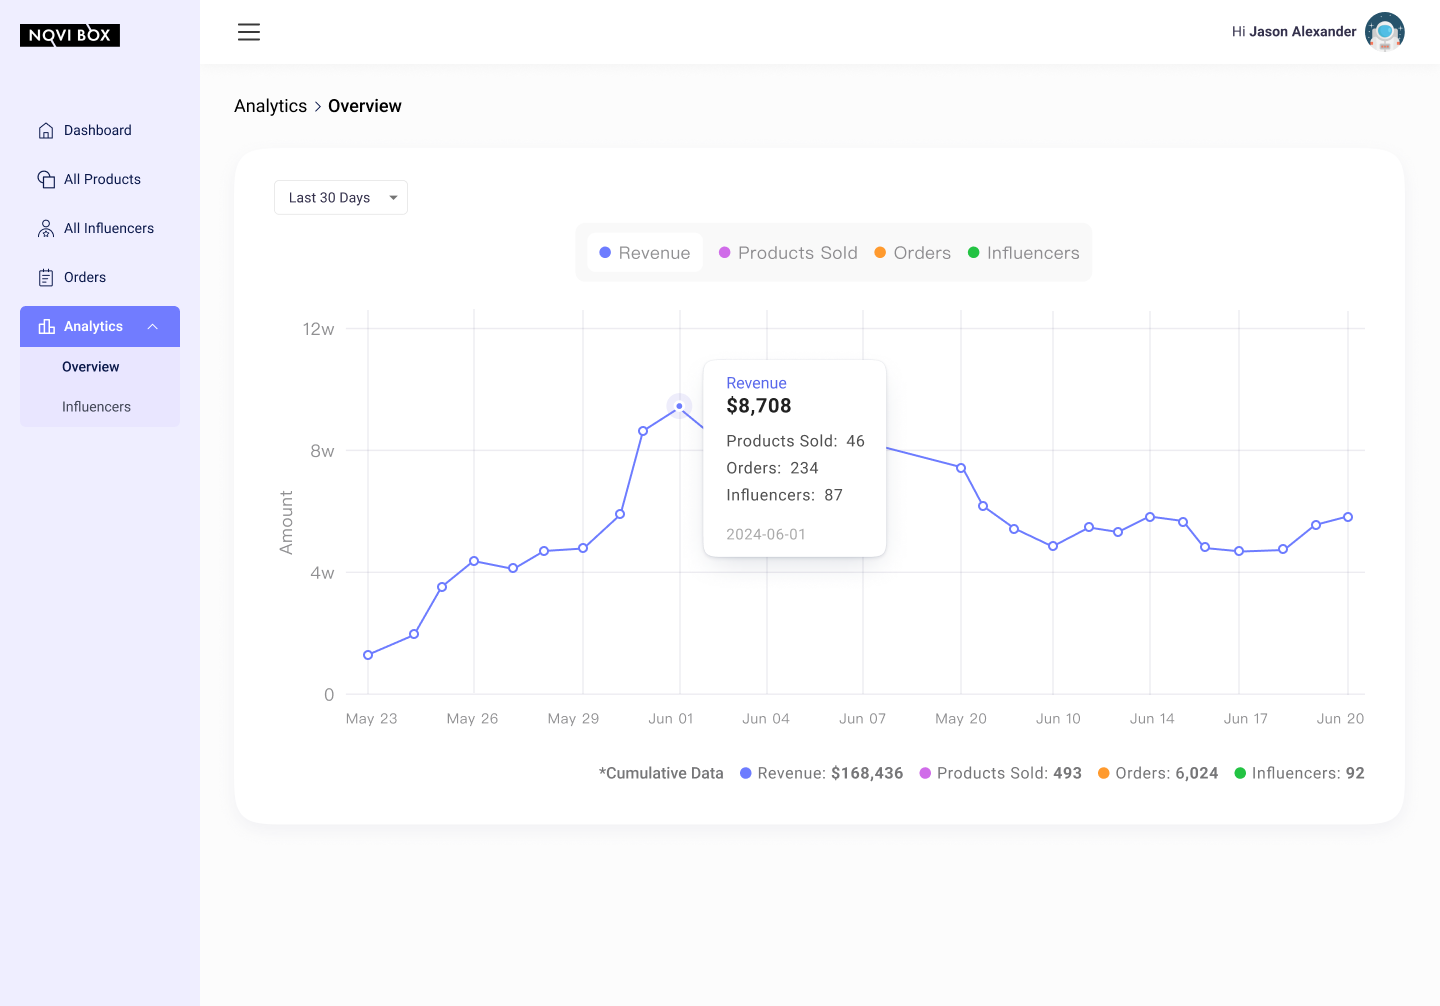 NQVI BOX
Hi Jason Alexander
Analytics > Overview
Dashboard
All Products
All Influencers
Orders
Analytics
Overview
Influencers
Last 30 Days
Revenue Products Sold Orders Influencers
12w
8w
4w
0
Amount
Revenue
$8,708
Products Sold: 46
Orders: 234
Influencers: 87
2024-06-01
May 23 May 26 May 29 Jun 01 Jun 04 Jun 07 May 20 Jun 10 Jun 14 Jun 17 Jun 20
*Cumulative Data Revenue: $168,436 Products Sold: 493 Orders: 6,024 Influencers: 92